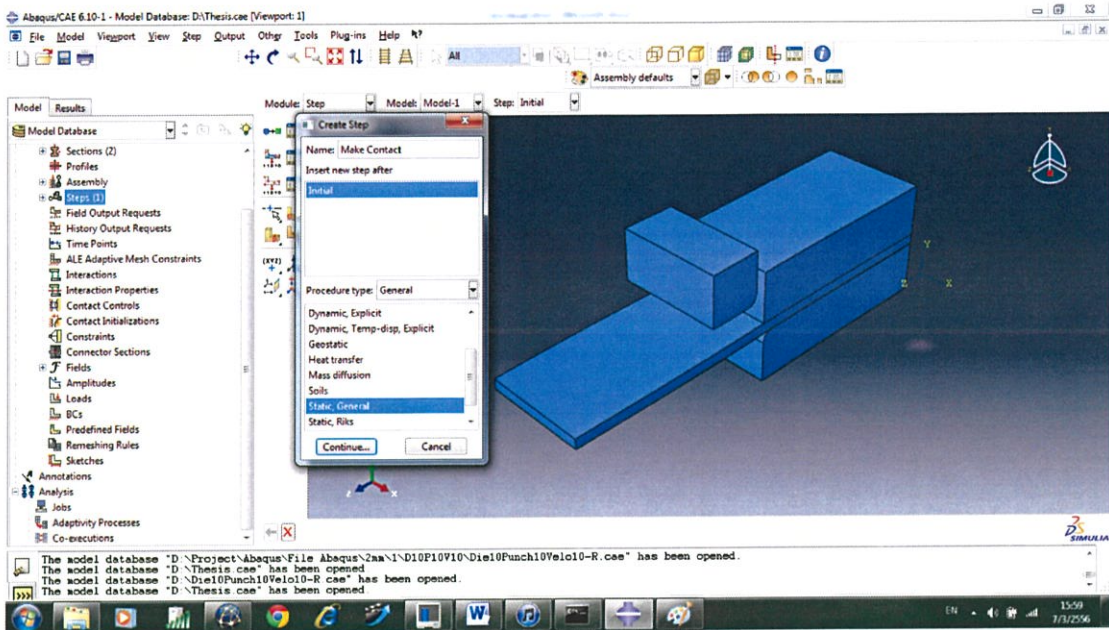 Abaqus/CAE 6.10-1 - Model Database: D:\Thesis.cae [Viewport: 1]
File Model Viewport View Step Output Other Tools Plug-ins Help
All
Assembly defaults
Model Results
Module: Step Model: Model-1 Step: Initial
Model Database
Sections (2)
Profiles
Assembly
Steps (1)
Field Output Requests
History Output Requests
Time Points
ALE Adaptive Mesh Constraints
Interactions
Interaction Properties
Contact Controls
Contact Initializations
Constraints
Connector Sections
Fields
Amplitudes
Loads
BCs
Predefined Fields
Remeshing Rules
Sketches
Annotations
Analysis
Jobs
Adaptivity Processes
Co-executions
Create Step
Name: Make Contact
Insert new step after
Initial
Procedure type: General
Dynamic, Explicit
Dynamic, Temp-disp, Explicit
Geostatic
Heat transfer
Mass diffusion
Soils
Static, General
Static, Riks
Continue... Cancel
Y
Z X
Z X
SIMULIA
The model database "D:\Project\Abaqus\File Abaqus\2mm\1\D10P10V10\Die10Punch10Velo10-R.cae" has been opened.
The model database "D:\Thesis.cae" has been opened.
The model database "D:\Die10Punch10Velo10-R.cae" has been opened.
The model database "D:\Thesis.cae" has been opened.
EN 15:59
7/3/2556